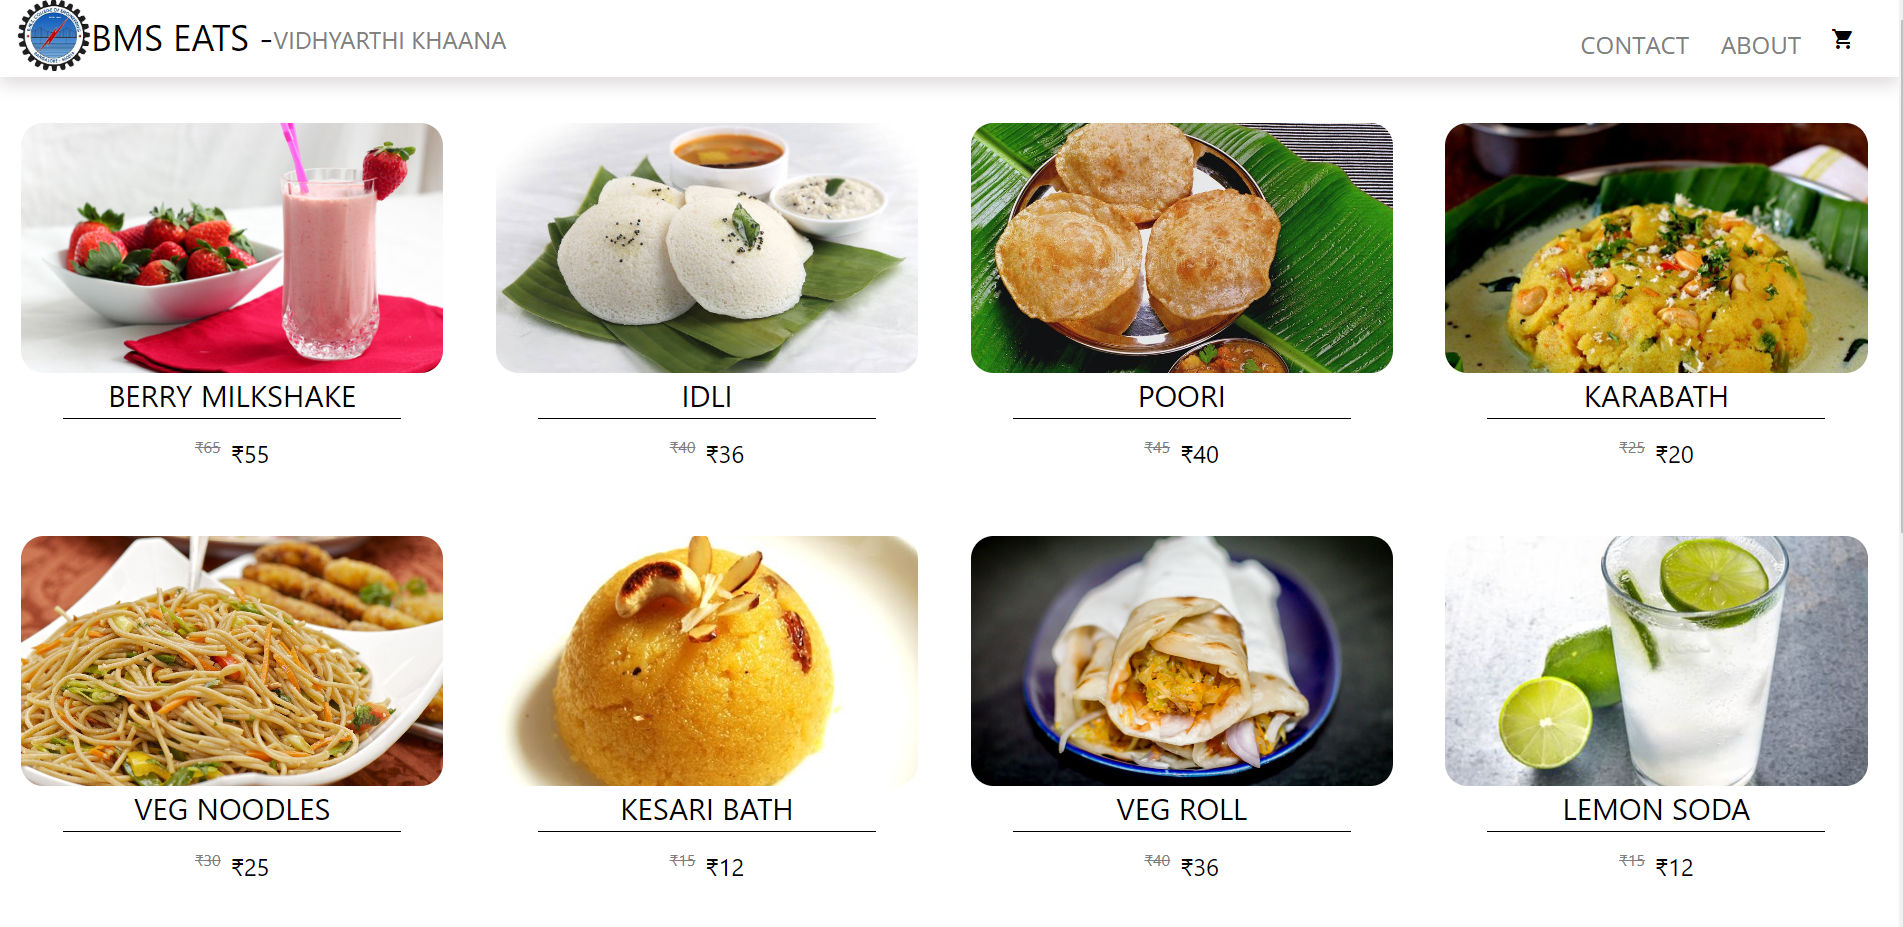 BMS EATS -VIDHYARTHI KHAANA
CONTACT ABOUT
BERRY MILKSHAKE
₹65 ₹55
IDLI
₹40 ₹36
POORI
₹45 ₹40
KARABATH
₹25 ₹20
VEG NOODLES
₹30 ₹25
KESARI BATH
₹15 ₹12
VEG ROLL
₹40 ₹36
LEMON SODA
₹15 ₹12